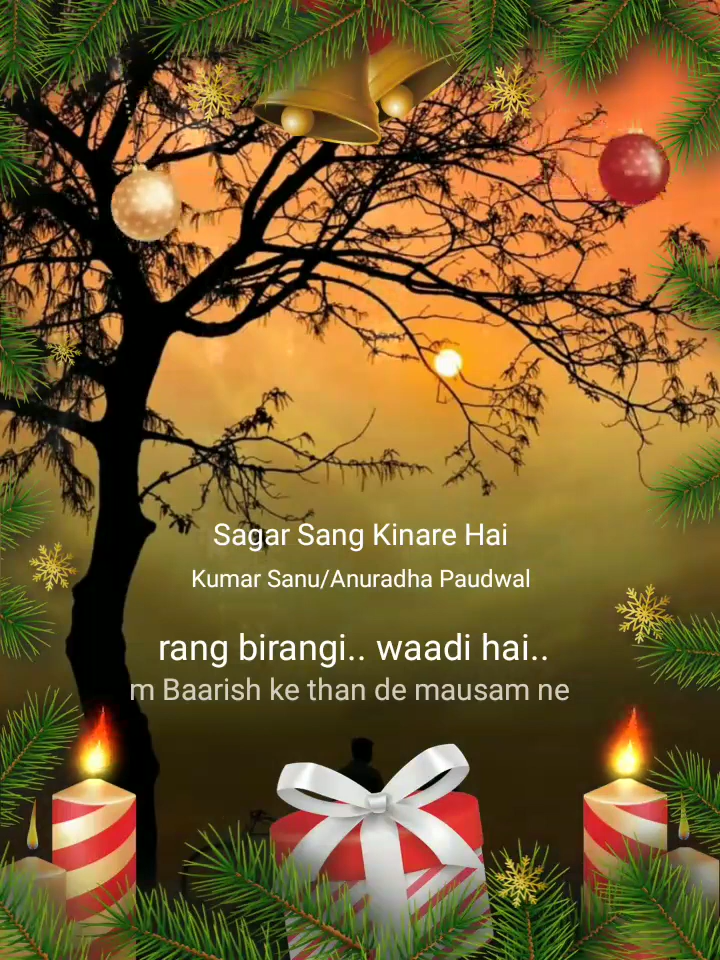 Sagar Sang Kinare Hai
Kumar Sanu/Anuradha Paudwal
rang birangi.. waadi hai..
m Baarish ke than de mausam ne